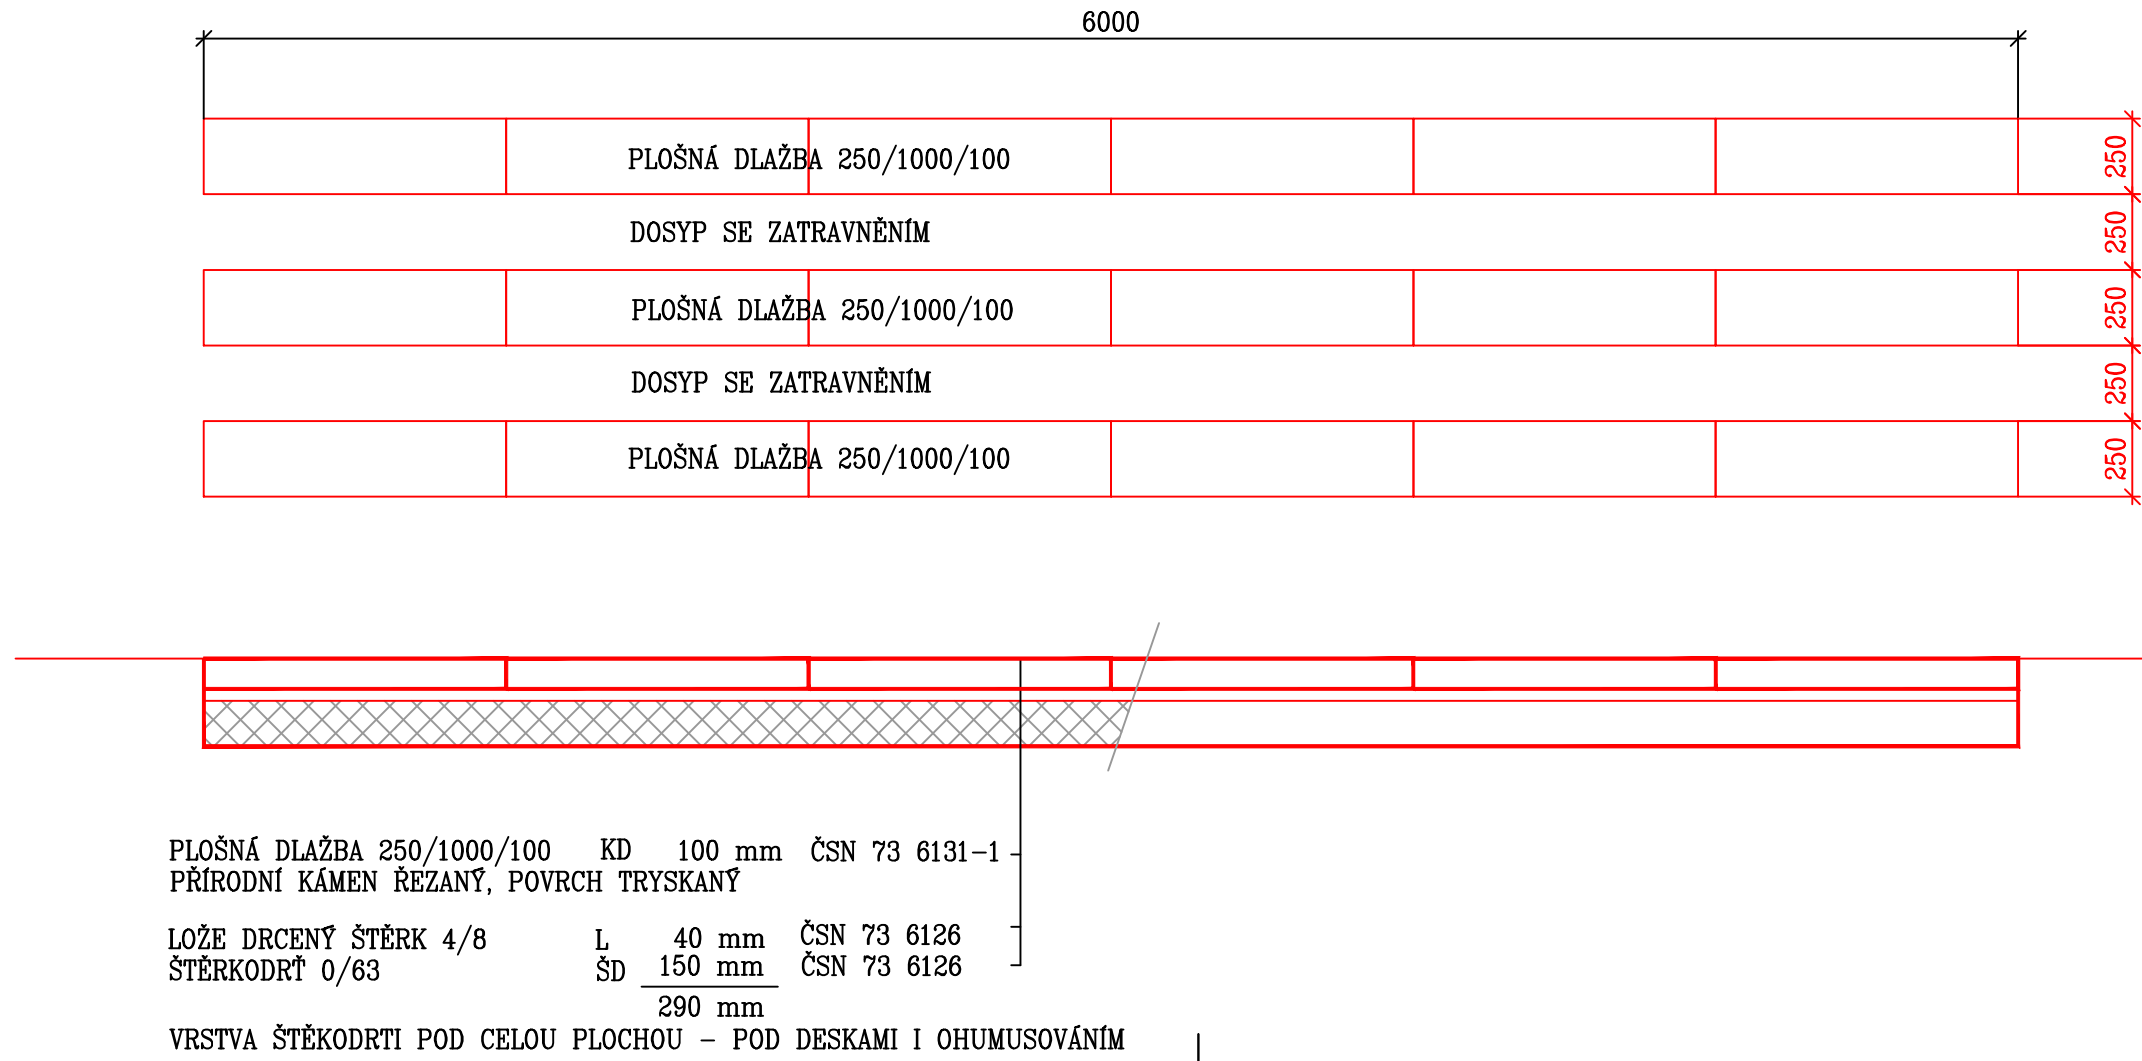 6000
PLOŠNÁ DLAŽBA 250/1000/100
250
DOSYP SE ZATRAVNĚNÍM
250
PLOŠNÁ DLAŽBA 250/1000/100
250
DOSYP SE ZATRAVNĚNÍM
250
PLOŠNÁ DLAŽBA 250/1000/100
250
PLOŠNÁ DLAŽBA 250/1000/100 KD 100 mm ČSN 73 6131-1
PŘÍRODNÍ KÁMEN ŘEZANÝ, POVRCH TRYSKANÝ
LOŽE DRCENÝ ŠTĚRK 4/8 L 40 mm ČSN 73 6126
ŠTĚRKODRŤ 0/63 ŠD 150 mm ČSN 73 6126
290 mm
VRSTVA ŠTĚKODRTI POD CELOU PLOCHOU - POD DESKAMI I OHUMUSOVÁNÍM